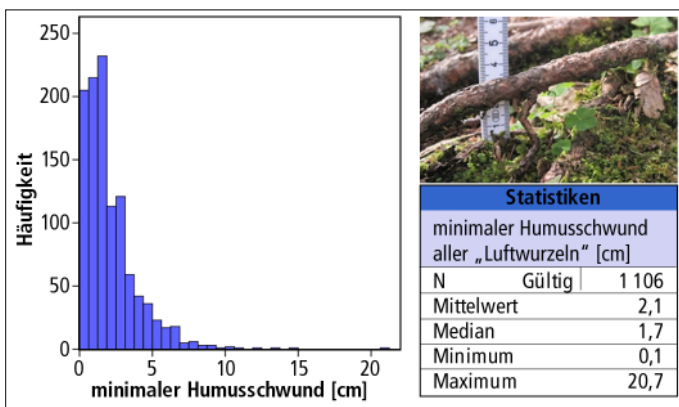 250
200
150
100
50
0
Häufigkeit
0 5 10 15 20
minimaler Humusschwund [cm]
Statistiken
minimaler Humusschwund
aller „Luftwurzeln“ [cm]
N Gültig 1 106
Mittelwert 2,1
Median 1,7
Minimum 0,1
Maximum 20,7